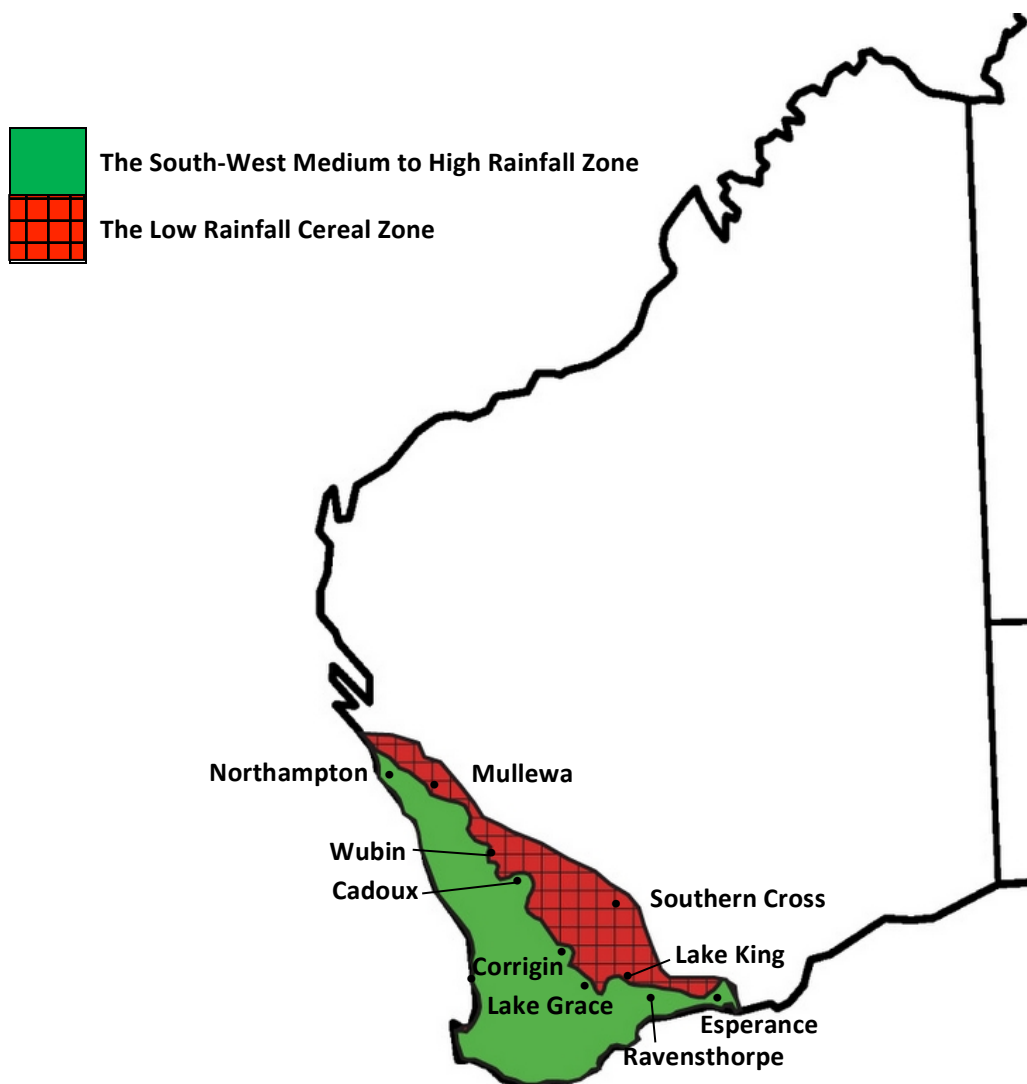 The South-West Medium to High Rainfall Zone
The Low Rainfall Cereal Zone
Northampton
Mullewa
Wubin
Cadoux
Southern Cross
Corrigin
Lake King
Lake Grace
Esperance
Ravensthorpe